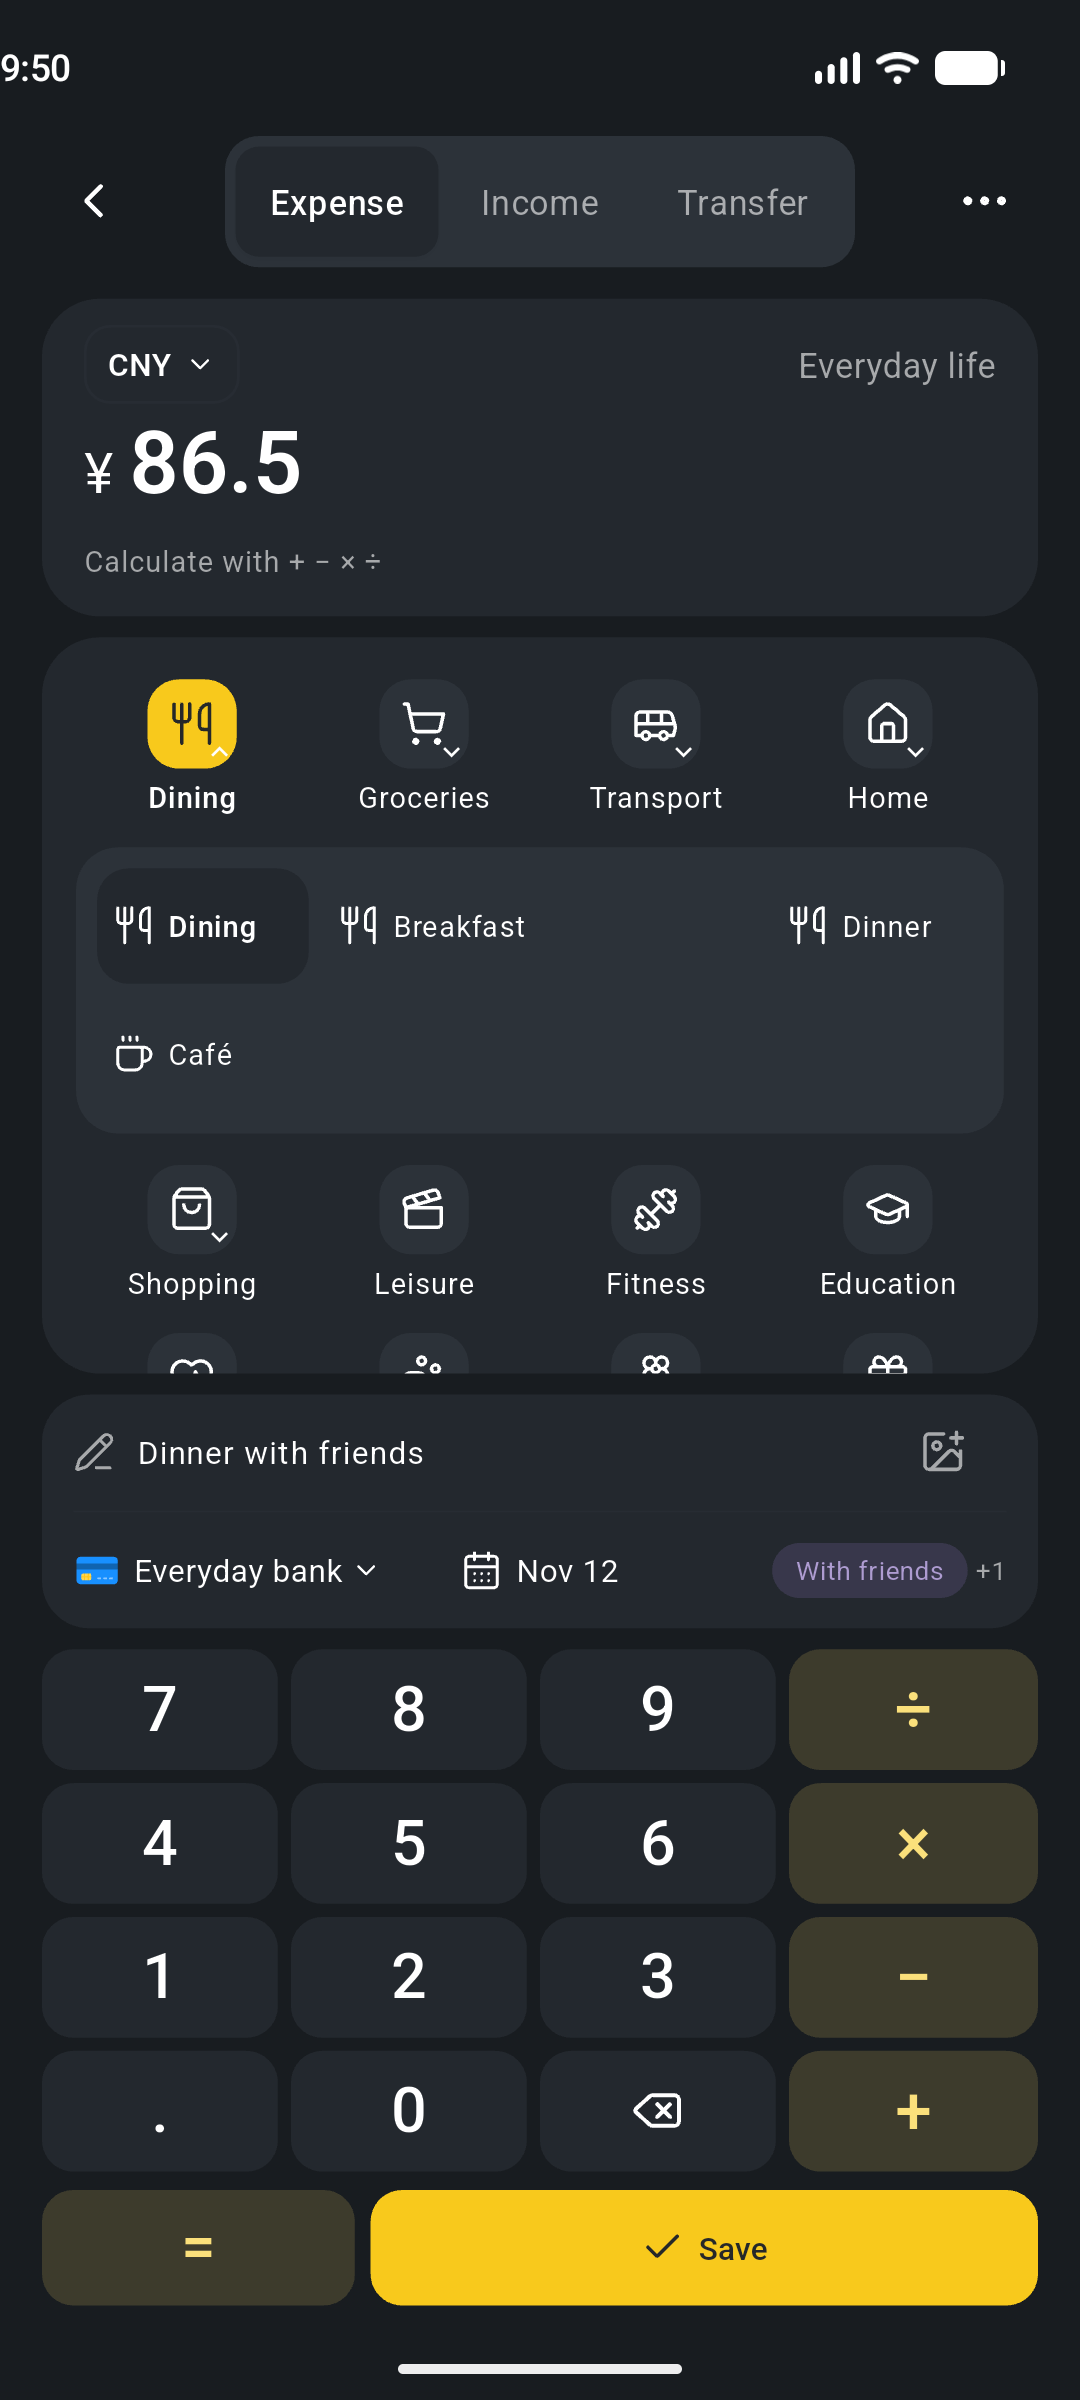 9:50
Expense Income Transfer
CNY Everyday life
¥ 86.5
Calculate with + − × ÷
Dining Groceries Transport Home
Dining Breakfast Dinner
Café
Shopping Leisure Fitness Education
Dinner with friends
Everyday bank Nov 12 With friends +1
7 8 9 ÷
4 5 6 ×
1 2 3 −
. 0 +
= Save